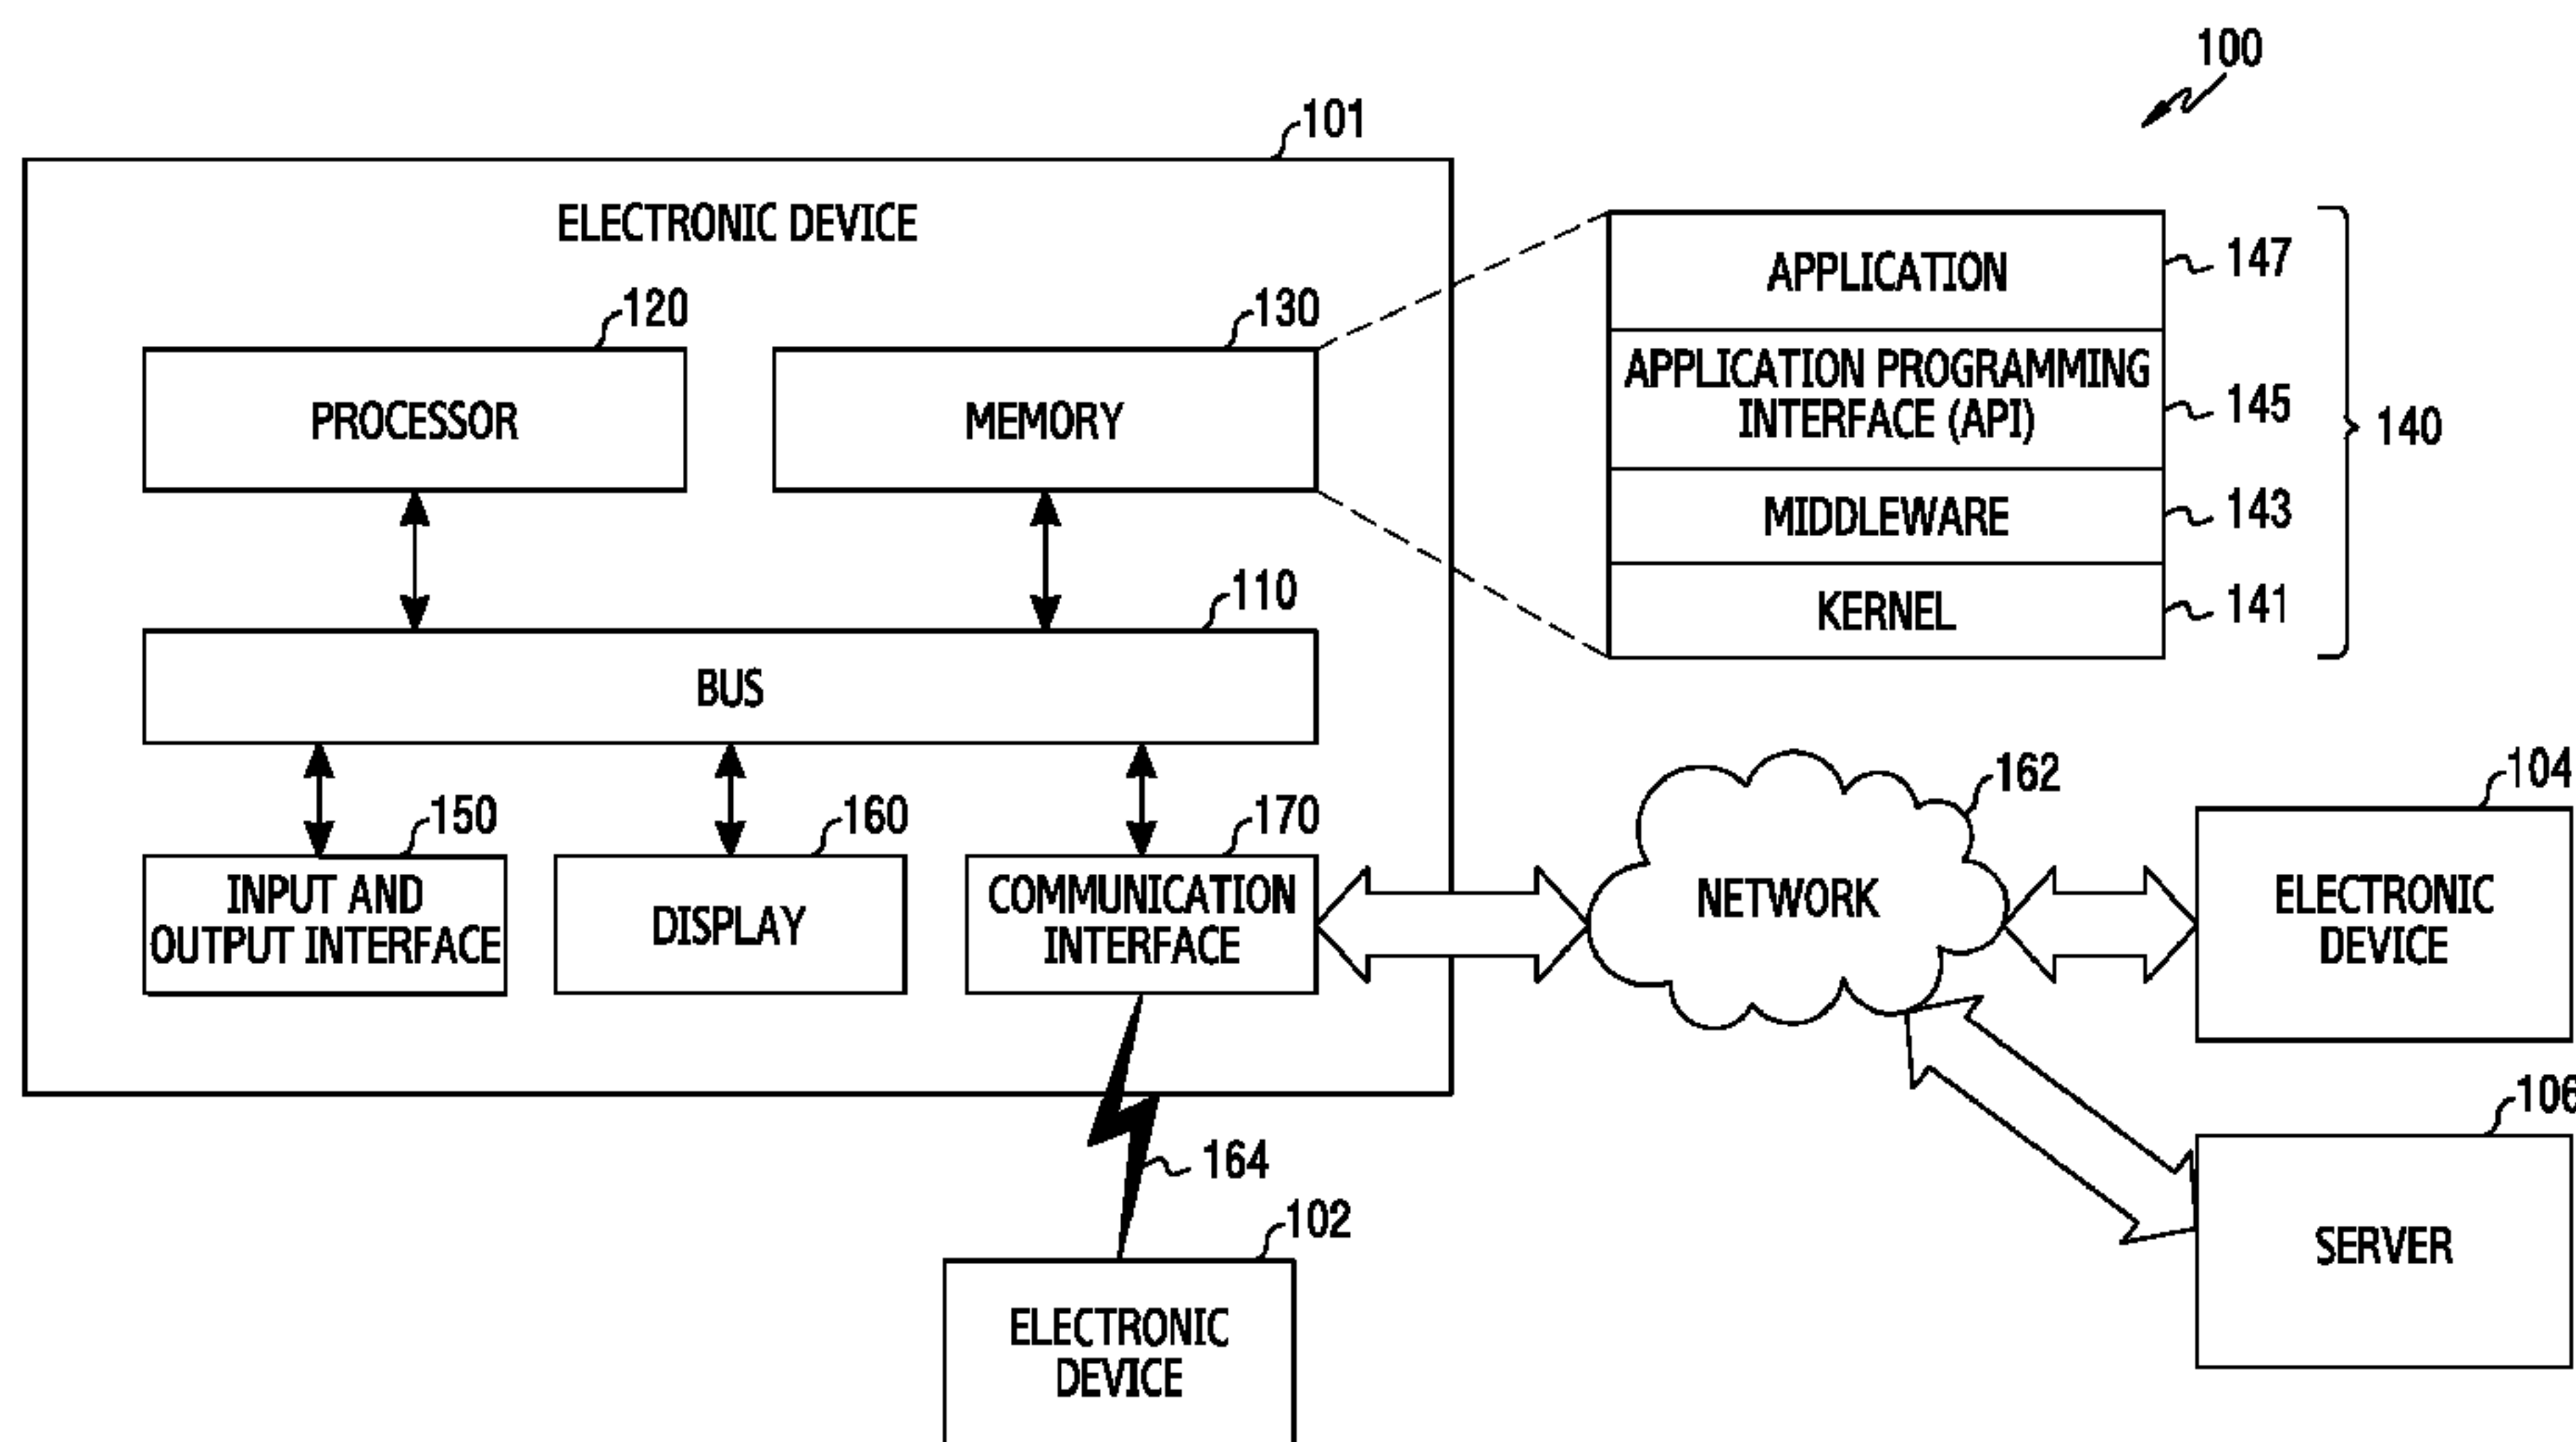 100
101
ELECTRONIC DEVICE
120
130
PROCESSOR
MEMORY
APPLICATION
147
APPLICATION PROGRAMMING
INTERFACE (API)
145
140
MIDDLEWARE
143
KERNEL
141
110
BUS
150
160
170
INPUT AND
OUTPUT INTERFACE
DISPLAY
COMMUNICATION
INTERFACE
162
NETWORK
104
ELECTRONIC
DEVICE
106
SERVER
164
102
ELECTRONIC
DEVICE